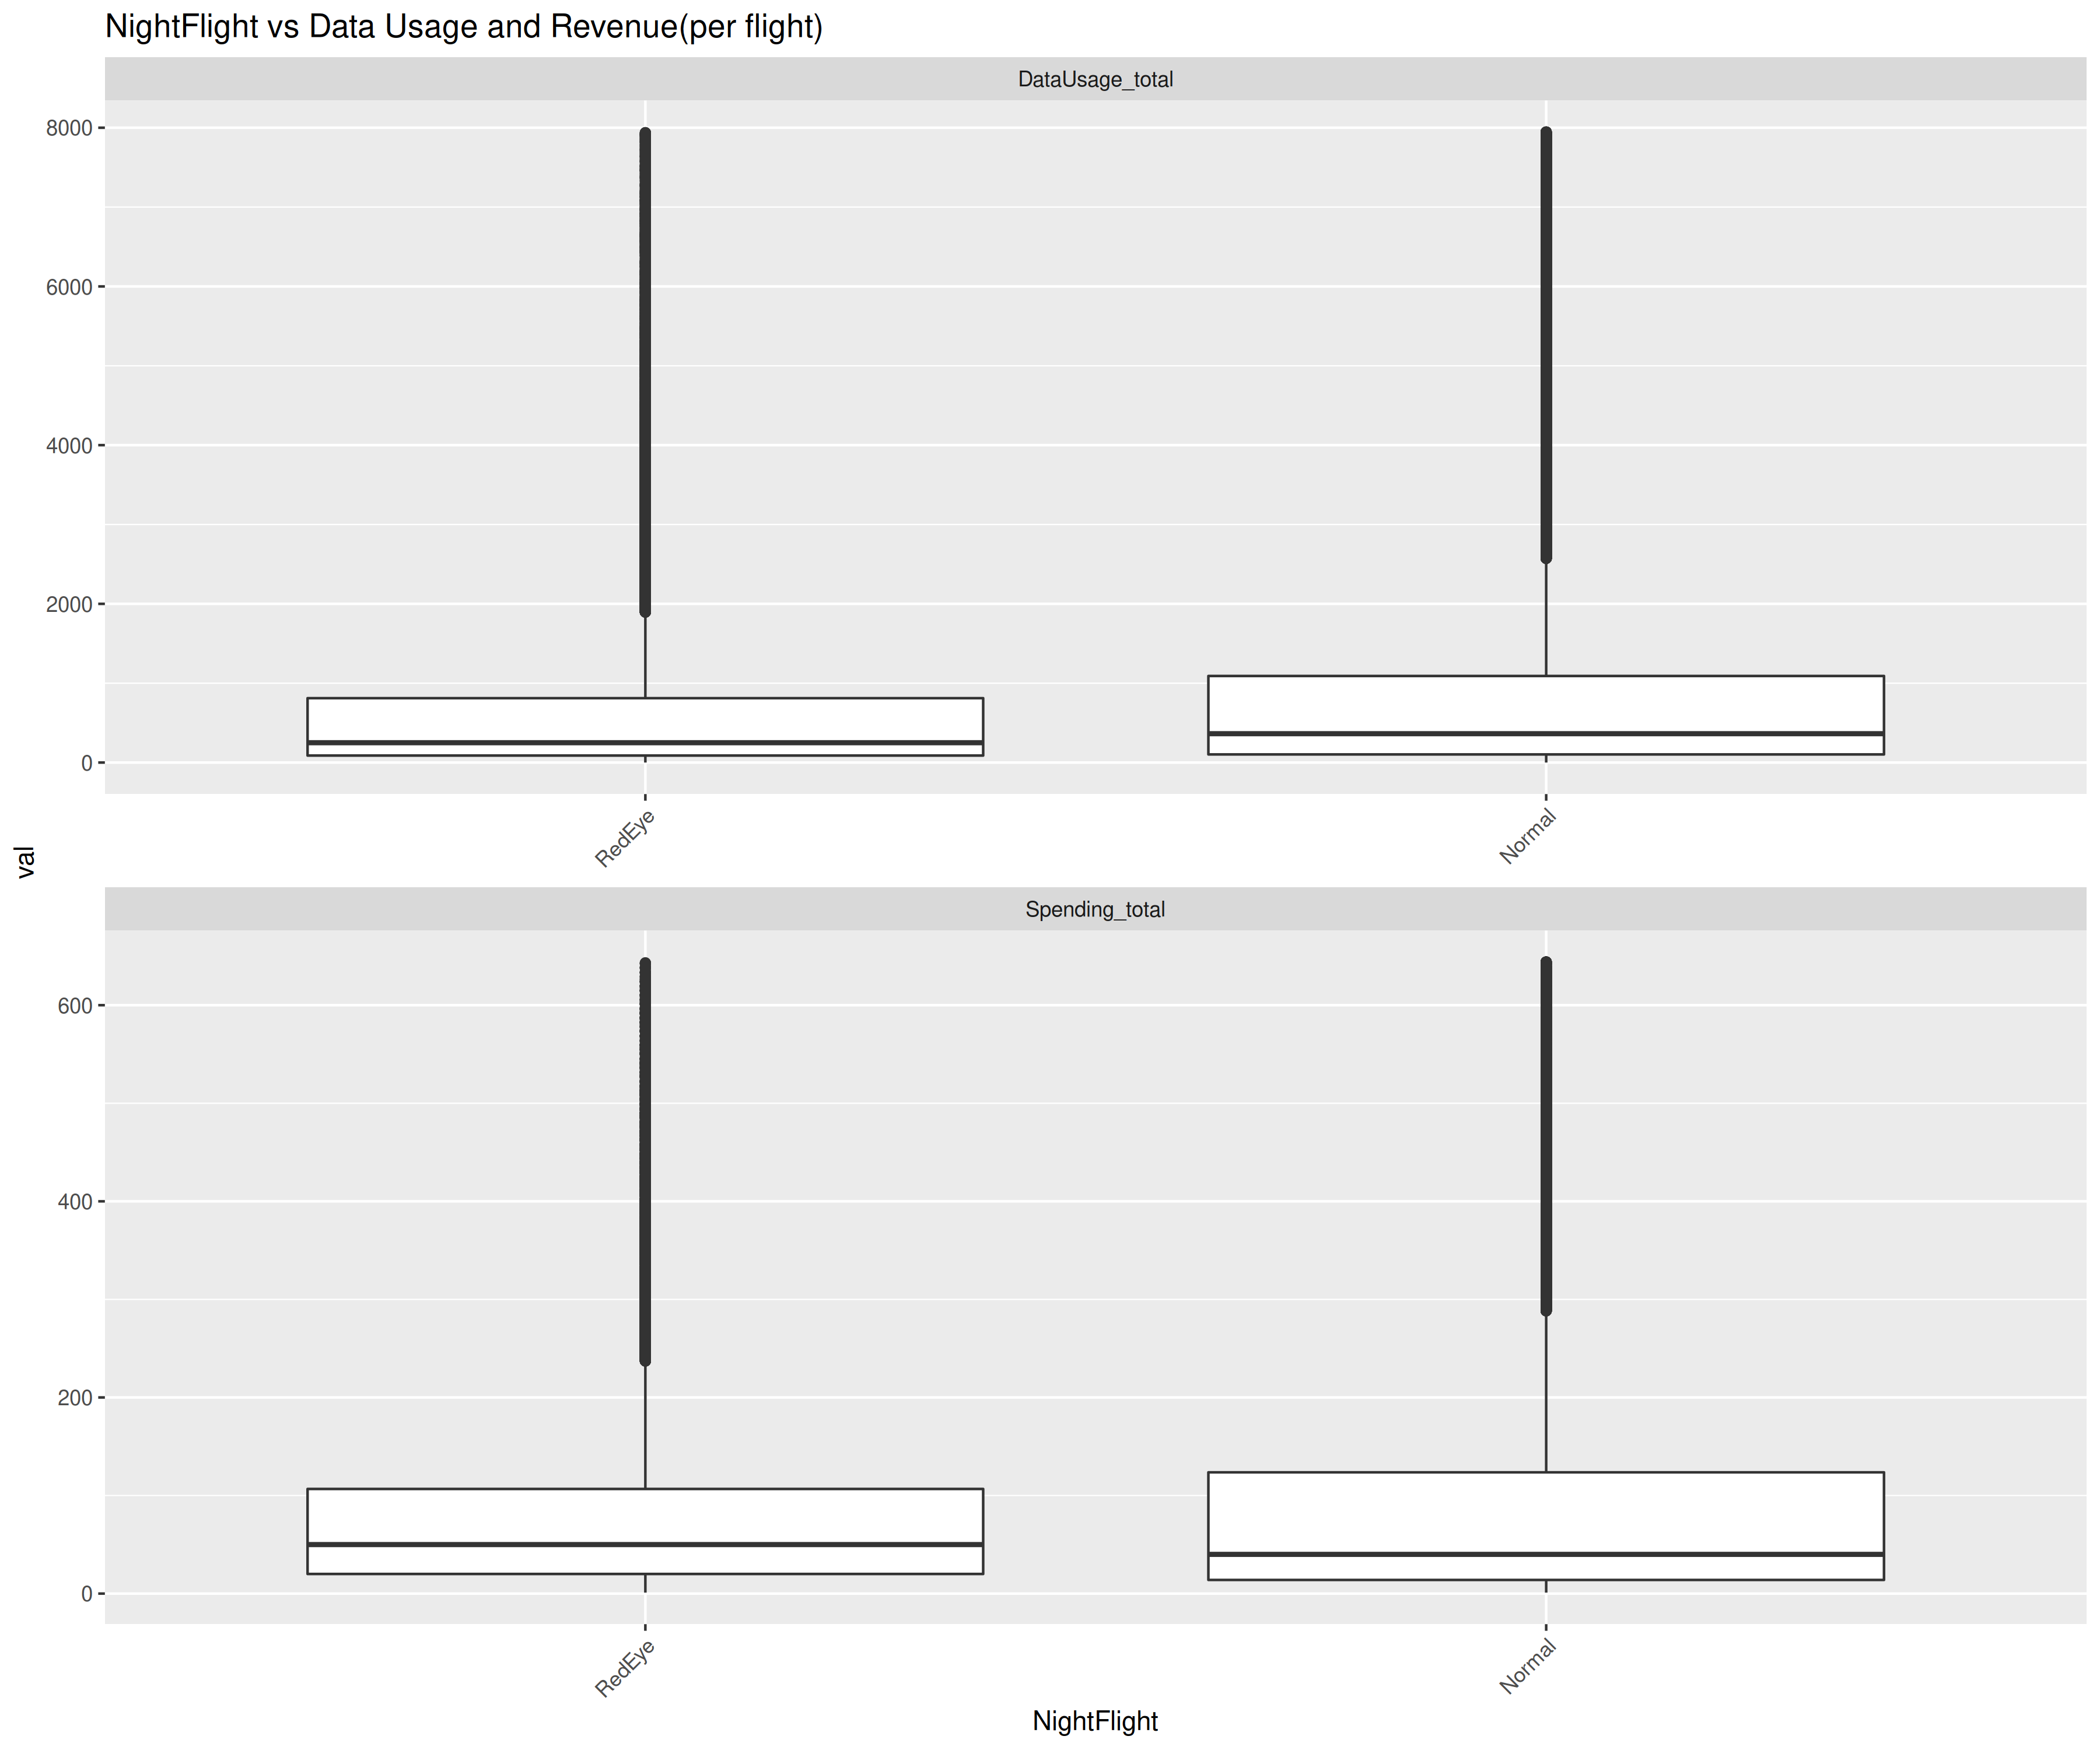 NightFlight vs Data Usage and Revenue(per flight)
DataUsage_total
8000
6000
4000
2000
0
RedEye
Normal
val
Spending_total
600
400
200
0
RedEye
Normal
NightFlight